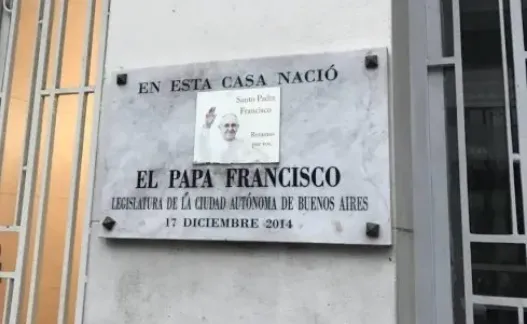 EN ESTA CASA NACIÓ
Santo Padre
Francisco
Rezamos
por vos.
EL PAPA FRANCISCO
LEGISLATURA DE LA CIUDAD AUTÓNOMA DE BUENOS AIRES
17 DICIEMBRE 2014